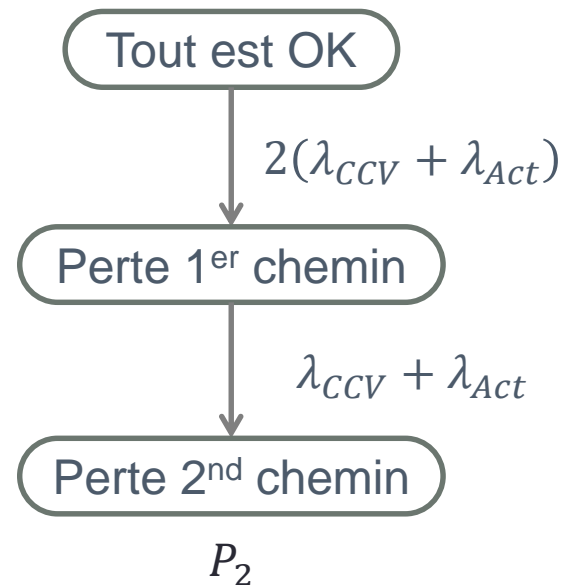 Tout est OK
2(λ_CCV + λ_Act)
Perte 1er chemin
λ_CCV + λ_Act
Perte 2nd chemin
P_2